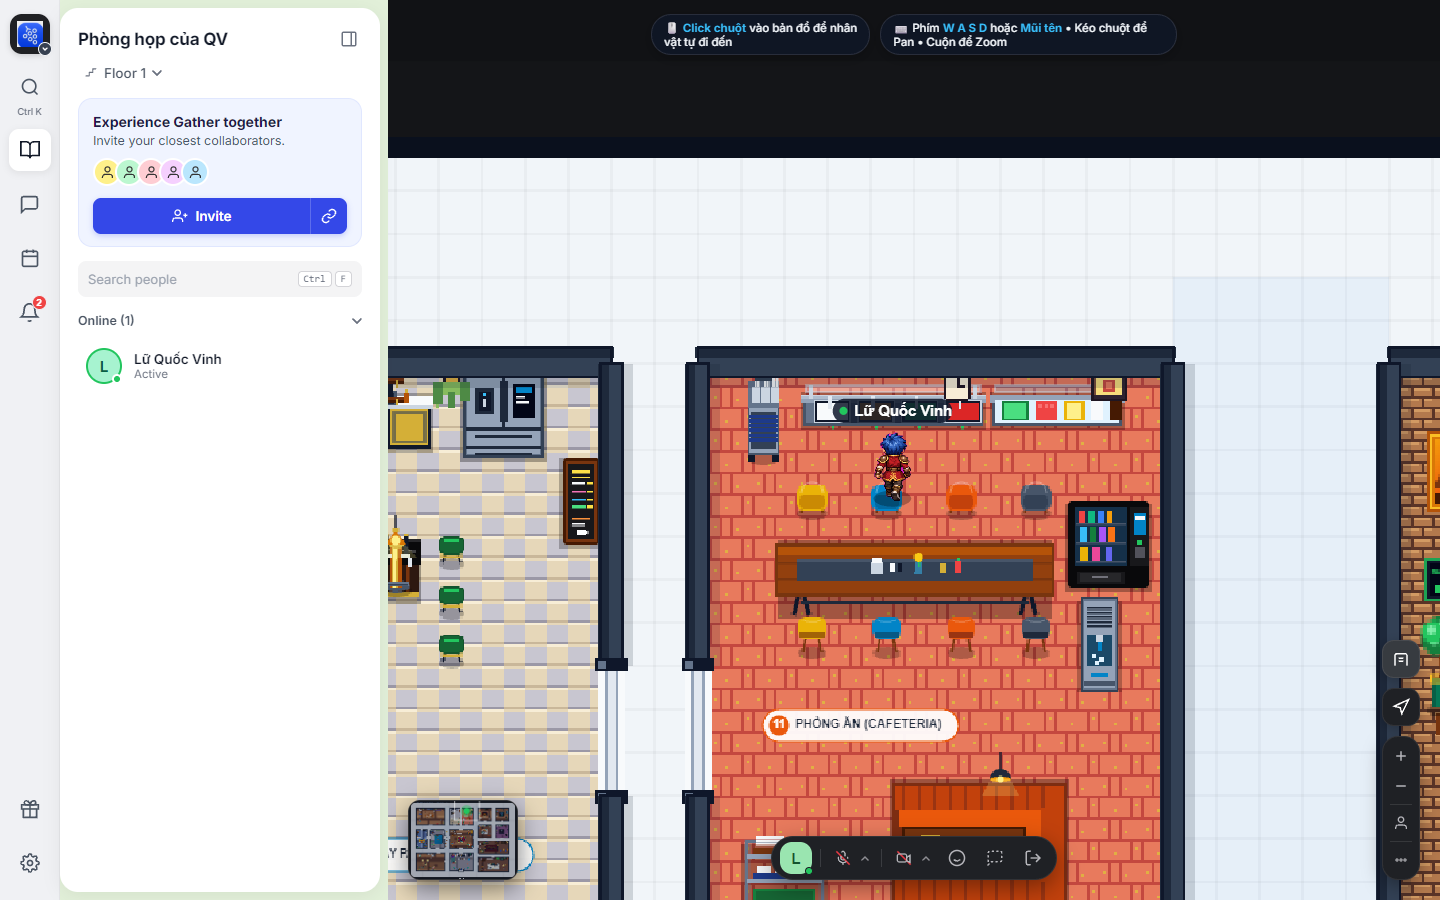 Click chuột vào bản đồ để nhân
vật tự đi đến
Phím W A S D hoặc Mũi tên • Kéo chuột để
Pan • Cuộn để Zoom
Phòng họp của QV
Floor 1
Ctrl K
Experience Gather together
Invite your closest collaborators.
Invite
Search people
Ctrl F
2
Online (1)
L
Lữ Quốc Vinh
Active
Lữ Quốc Vinh
11 PHÒNG ĂN (CAFETERIA)
L